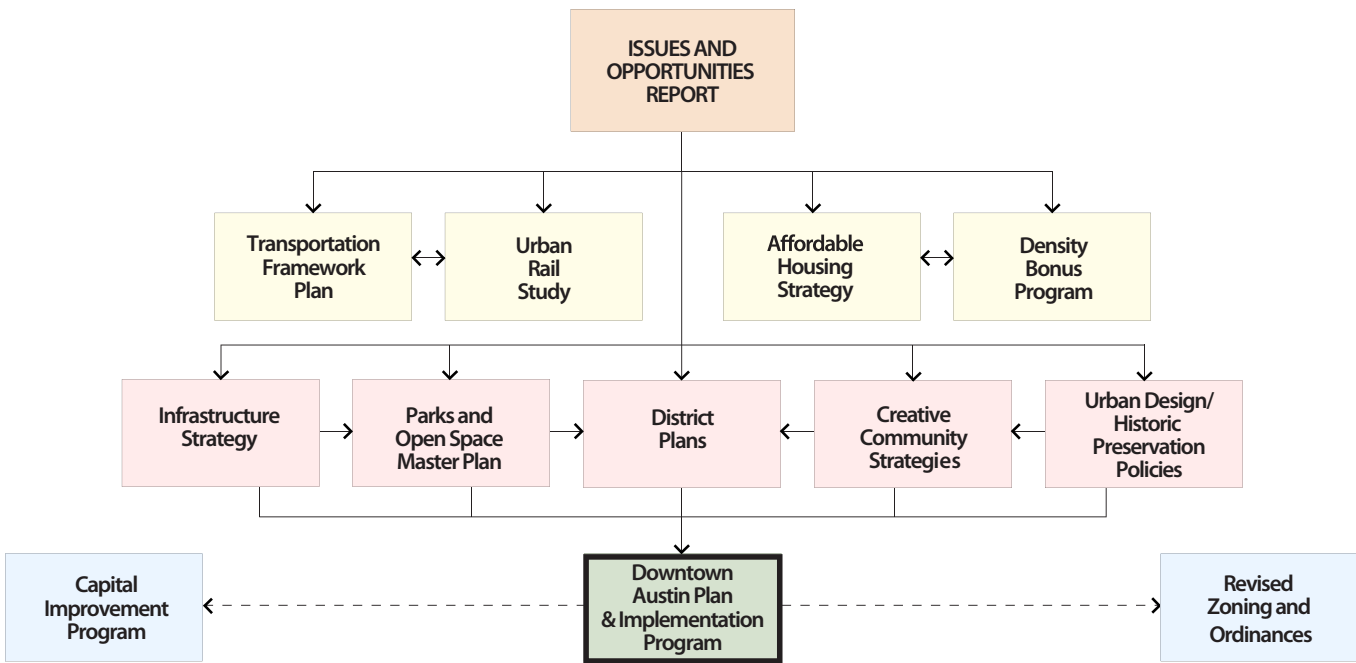 ISSUES AND
OPPORTUNITIES
REPORT
Transportation
Framework
Plan
Urban
Rail
Study
Affordable
Housing
Strategy
Density
Bonus
Program
Infrastructure
Strategy
Parks and
Open Space
Master Plan
District
Plans
Creative
Community
Strategies
Urban Design/
Historic
Preservation
Policies
Capital
Improvement
Program
Downtown
Austin Plan
& Implementation
Program
Revised
Zoning and
Ordinances